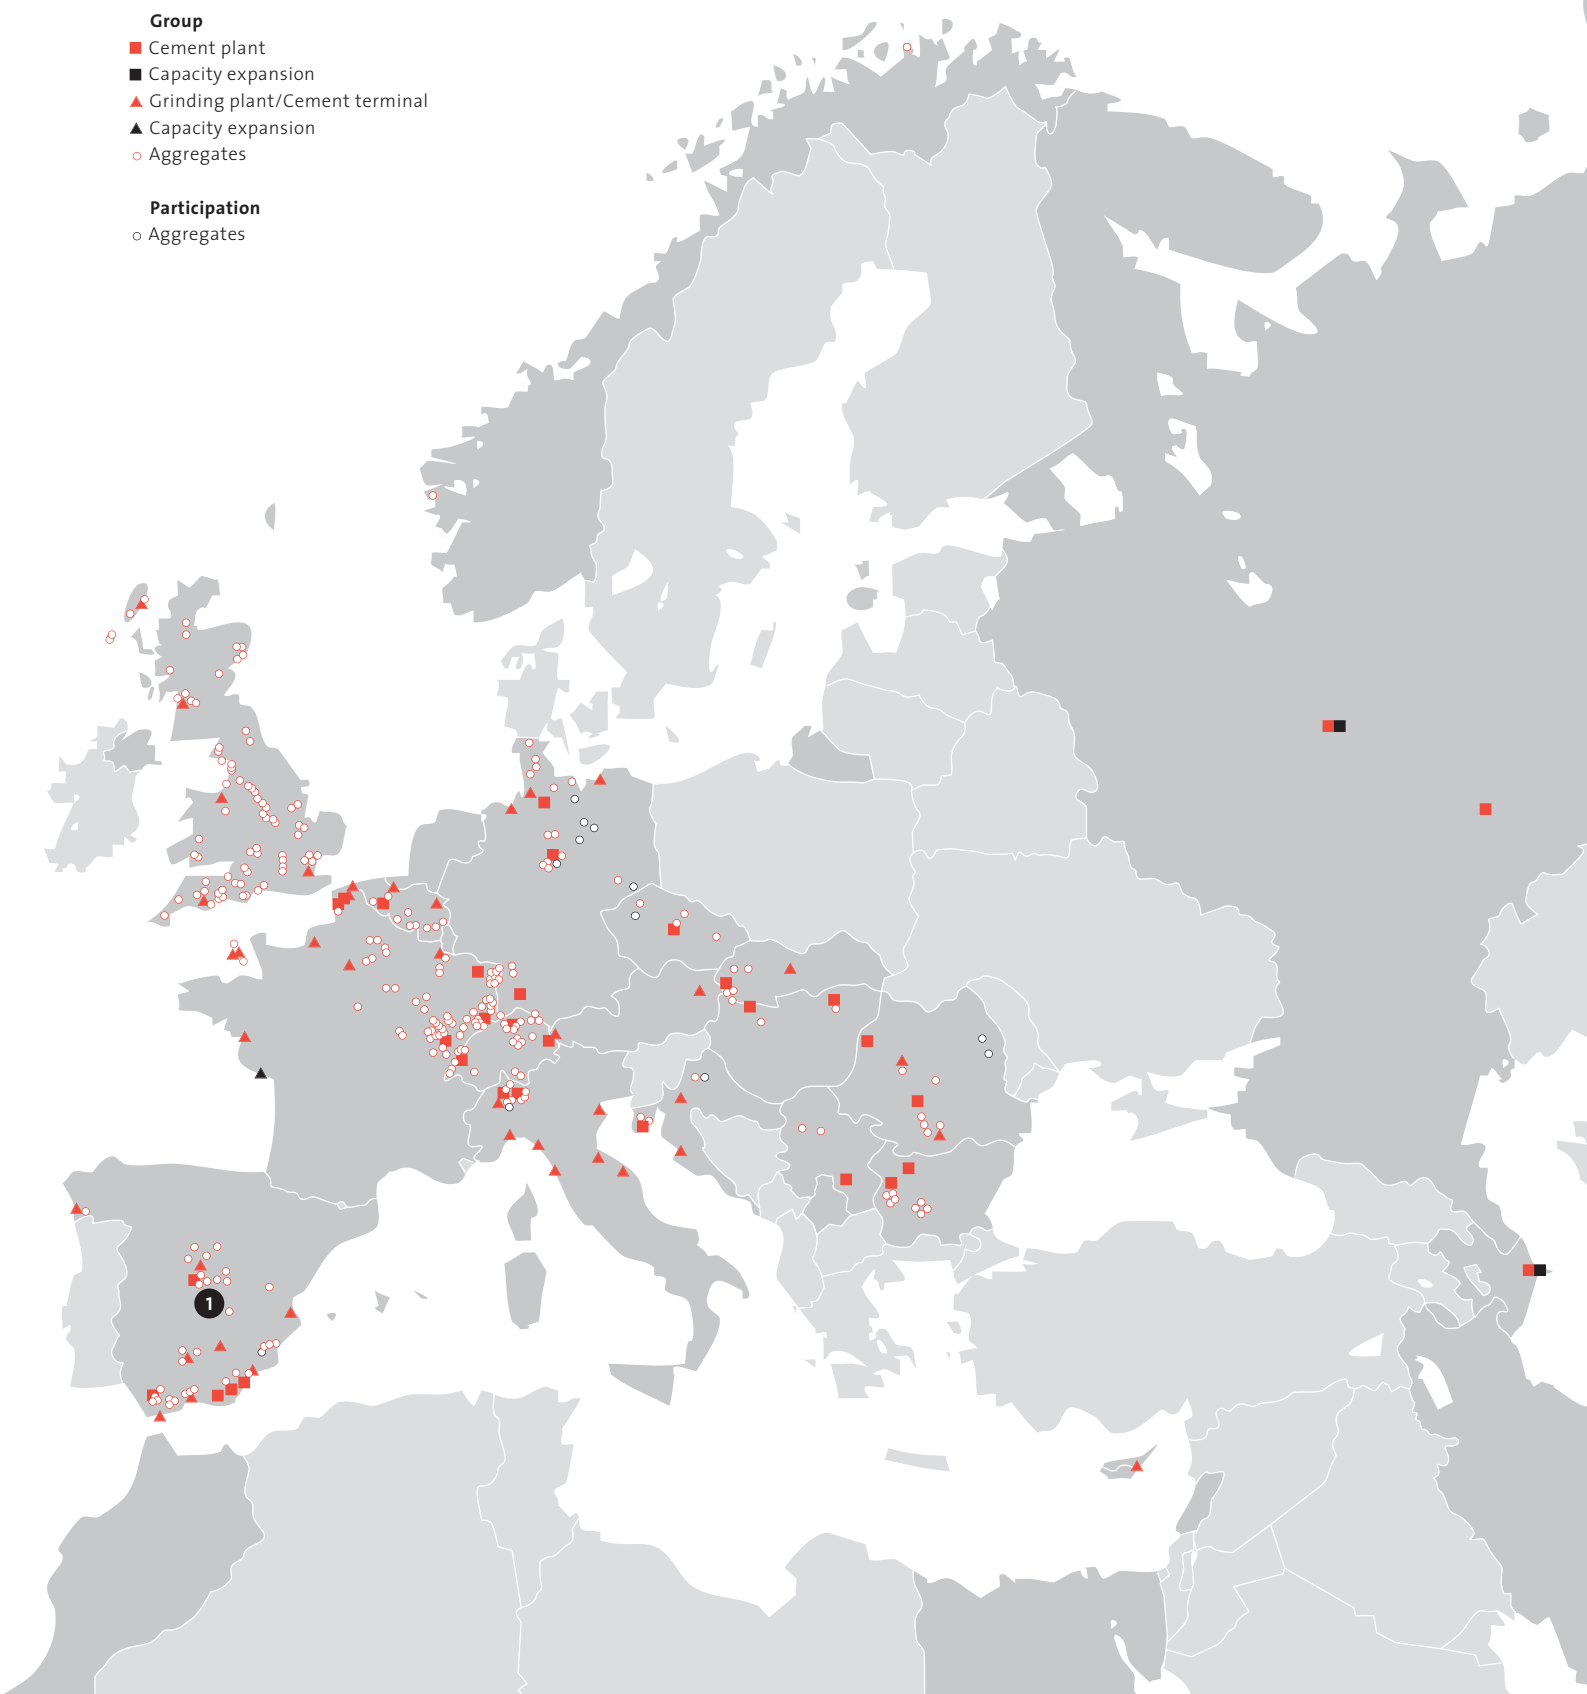 Group
Cement plant
Capacity expansion
Grinding plant/Cement terminal
Capacity expansion
Aggregates
Participation
Aggregates
1